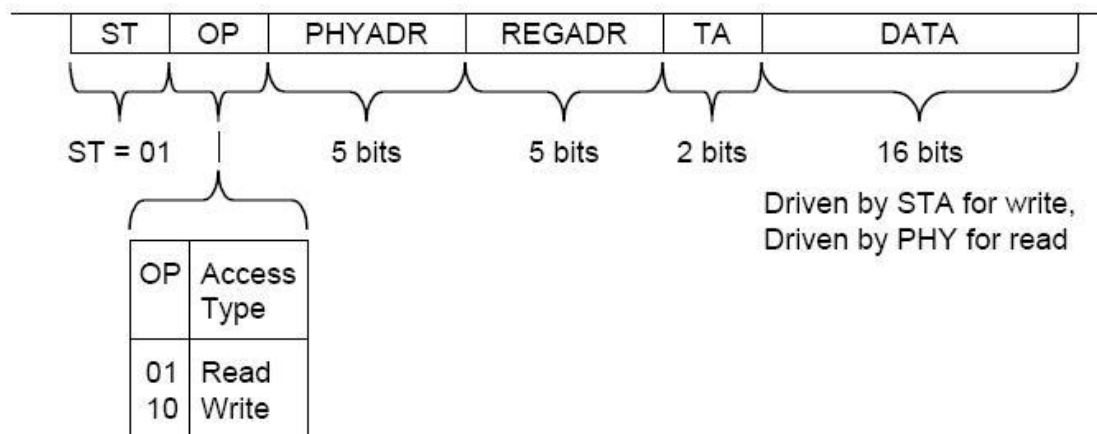 ST OP PHYADR REGADR TA DATA
ST = 01 5 bits 5 bits 2 bits 16 bits
Driven by STA for write,
Driven by PHY for read
OP Access
Type
01 Read
10 Write